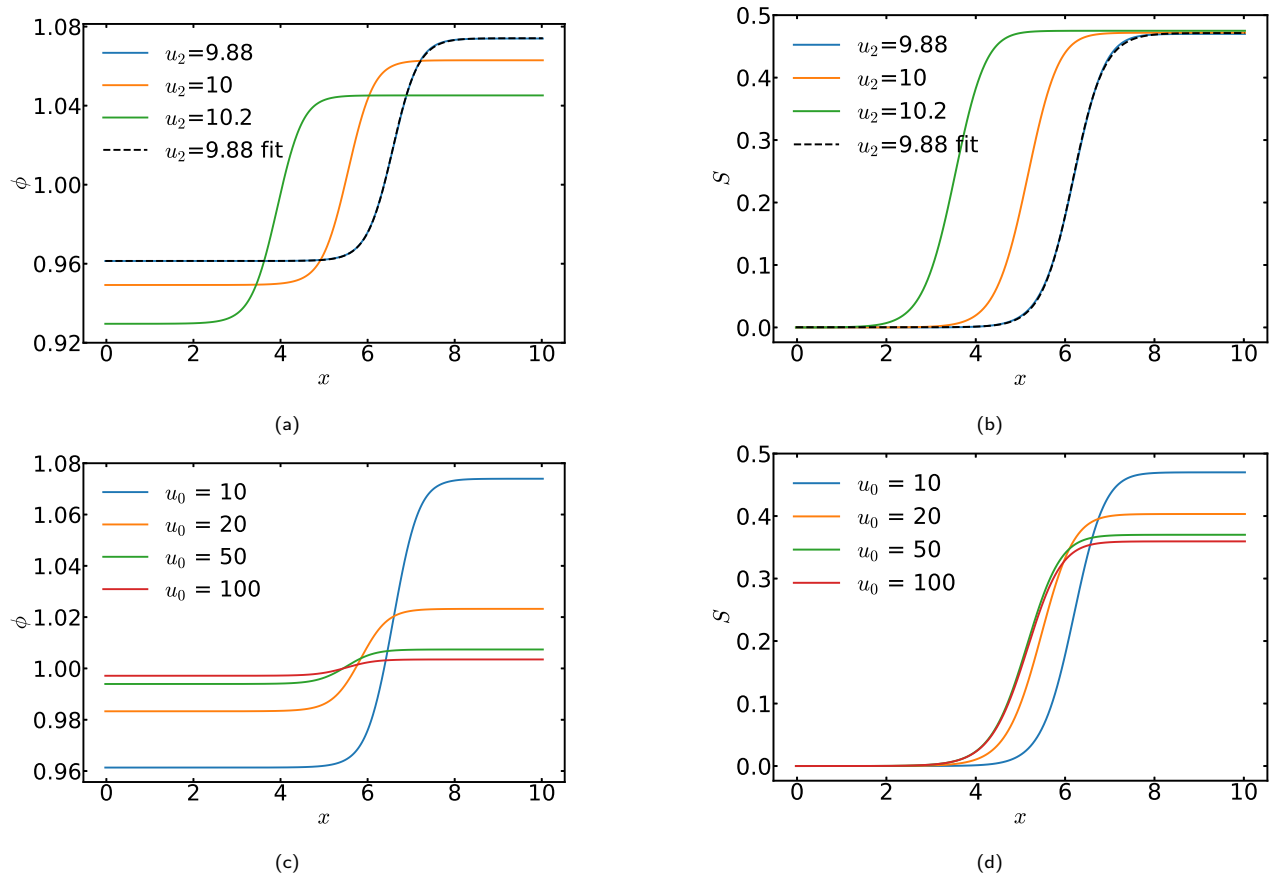 (a)
1.08
1.04
1.00
0.96
0.92
ϕ
0 2 4 6 8 10
x
u₂=9.88
u₂=10
u₂=10.2
u₂=9.88 fit
(b)
0.5
0.4
0.3
0.2
0.1
0.0
S
0 2 4 6 8 10
x
u₂=9.88
u₂=10
u₂=10.2
u₂=9.88 fit
(c)
1.08
1.06
1.04
1.02
1.00
0.98
0.96
ϕ
0 2 4 6 8 10
x
u₀ = 10
u₀ = 20
u₀ = 50
u₀ = 100
(d)
0.5
0.4
0.3
0.2
0.1
0.0
S
0 2 4 6 8 10
x
u₀ = 10
u₀ = 20
u₀ = 50
u₀ = 100